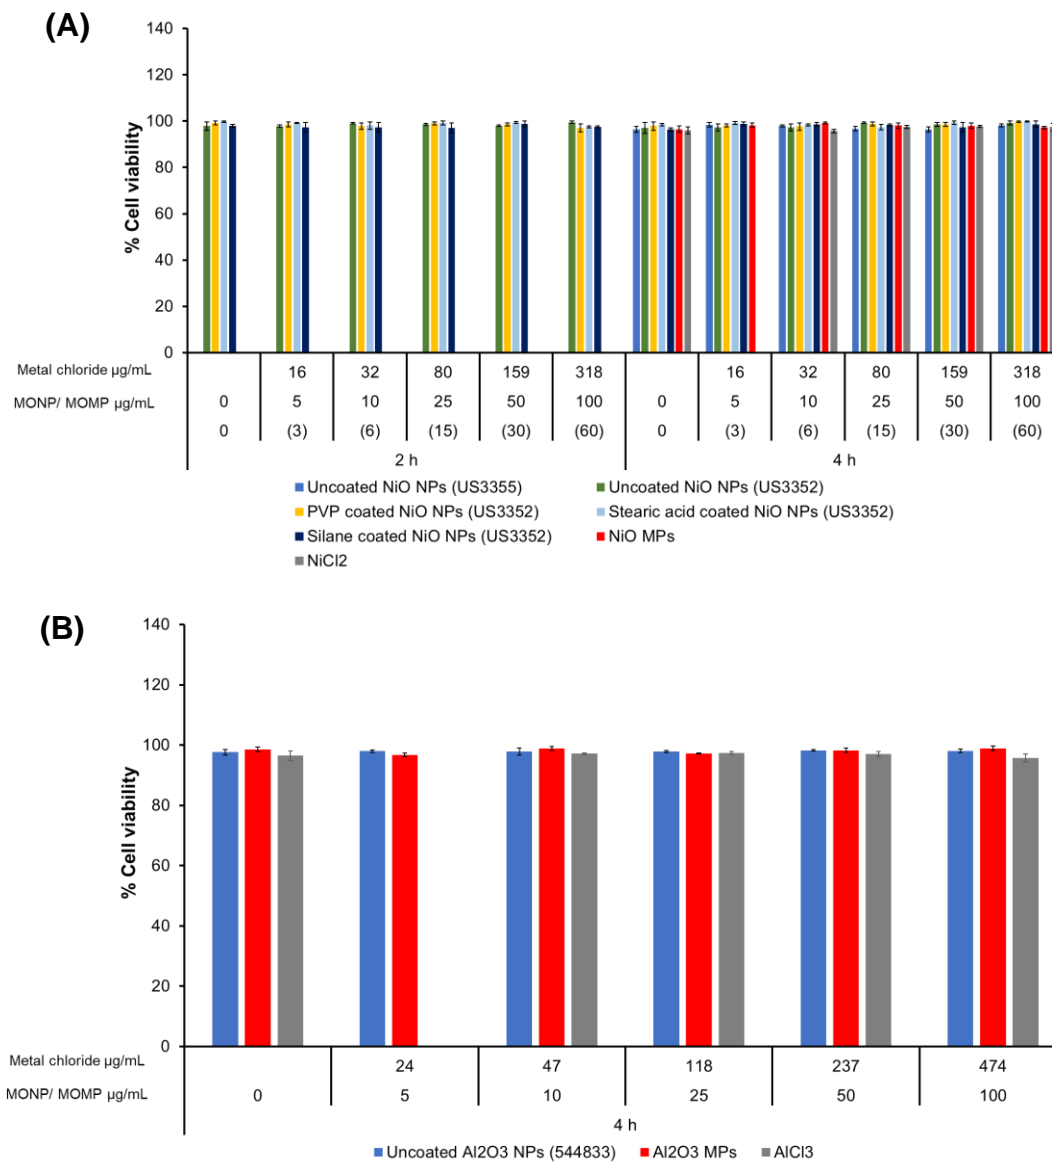 (A)
140
120
100
80
60
40
20
0
% Cell viability
Metal chloride µg/mL 16 32 80 159 318 16 32 80 159 318
MONP/ MOMP µg/mL 0 5 10 25 50 100 0 5 10 25 50 100
0 (3) (6) (15) (30) (60) 0 (3) (6) (15) (30) (60)
2 h 4 h
Uncoated NiO NPs (US3355) Uncoated NiO NPs (US3352)
PVP coated NiO NPs (US3352) Stearic acid coated NiO NPs (US3352)
Silane coated NiO NPs (US3352) NiO MPs
NiCl2
(B)
140
120
100
80
60
40
20
0
% Cell viability
Metal chloride µg/mL 24 47 118 237 474
MONP/ MOMP µg/mL 0 5 10 25 50 100
4 h
Uncoated Al2O3 NPs (544833) Al2O3 MPs AlCl3